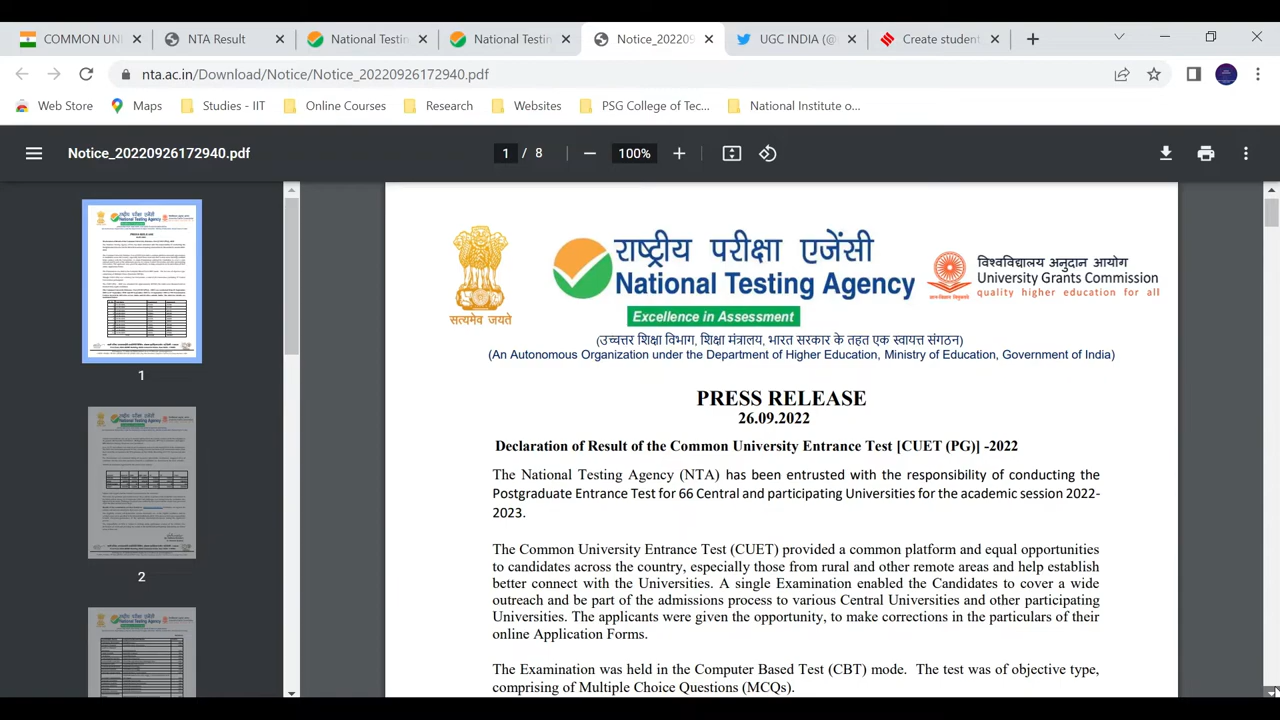 COMMON UNI
NTA Result
National Testin
National Testin
Notice_2022092
UGC INDIA (@
Create student
nta.ac.in/Download/Notice/Notice_20220926172940.pdf
Web Store
Maps
Studies - IIT
Online Courses
Research
Websites
PSG College of Tec...
National Institute o...
Notice_20220926172940.pdf
1 / 8
100%
राष्ट्रीय परीक्षा एजेंसी
National Testing Agency
Excellence in Assessment
सत्यमेव जयते
विश्वविद्यालय अनुदान आयोग
University Grants Commission
quality higher education for all
(उच्चत्तर शिक्षा विभाग, शिक्षा मंत्रालय, भारत सरकार के तहत एक स्वायत्त संगठन)
(An Autonomous Organization under the Department of Higher Education, Ministry of Education, Government of India)
PRESS RELEASE
26.09.2022
Declaration of Result of the Common University Entrance Test [CUET (PG)] -2022
The National Testing Agency (NTA) has been entrusted with the responsibility of conducting the
Postgraduate Entrance Test for 66 Central and participating Universities for the academic session 2022-
2023.
The Common University Entrance Test (CUET) provided a common platform and equal opportunities
to candidates across the country, especially those from rural and other remote areas and help establish
better connect with the Universities. A single Examination enabled the Candidates to cover a wide
outreach and be part of the admissions process to various Central Universities and other participating
Universities. The applicants were given the opportunity, to make corrections in the particulars of their
online Application Forms.
The Examination was held in the Computer Based Test (CBT) mode. The test was of objective type,
comprising of Multiple Choice Questions (MCQs).
1
2